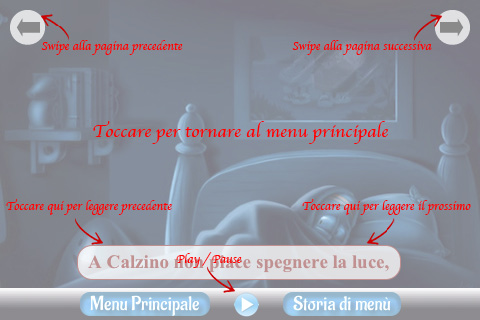 Swipe alla pagina precedente
Swipe alla pagina successiva
Toccare per tornare al menu principale
Toccare qui per leggere precedente
Toccare qui per leggere il prossimo
Play / Pause
A Calzino non piace spegnere la luce,
Menu Principale
Storia di menù